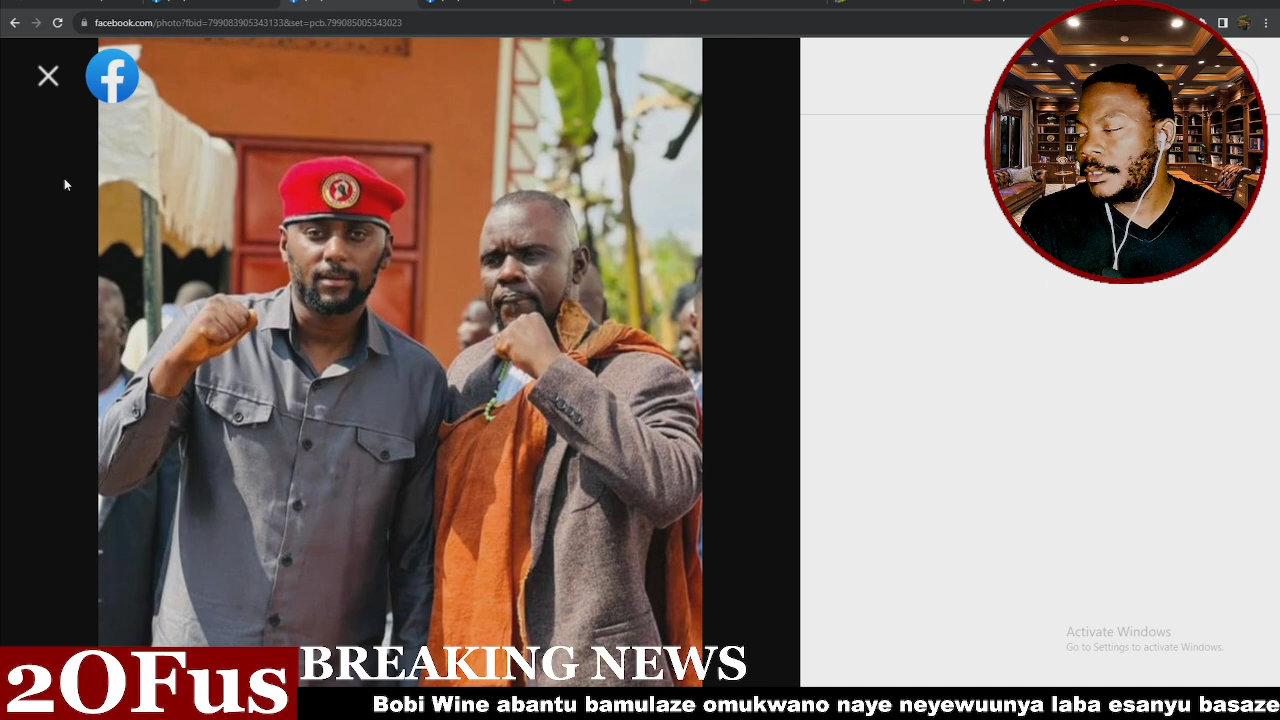 facebook.com/photo?fbid=799083905343133&set=pcb.799085005343023
Activate Windows
Go to Settings to activate Windows.
2OFus
BREAKING NEWS
Bobi Wine abantu bamulaze omukwano naye neyewuunya laba esanyu basaze